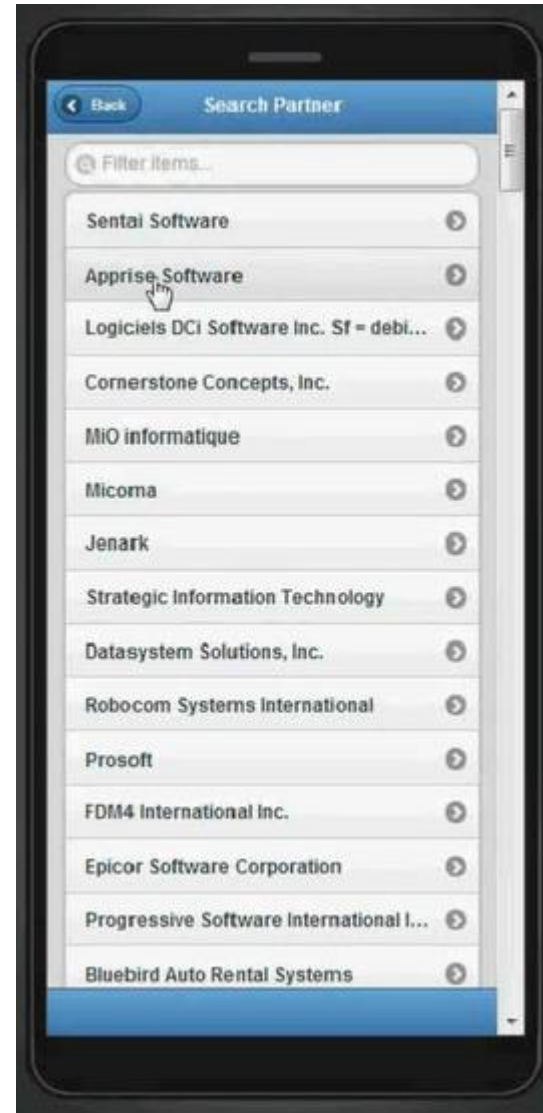 Back
Search Partner
Filter items...
Sentai Software
Apprise Software
Logiciels DCi Software Inc. Sf = debi...
Cornerstone Concepts, Inc.
MiO informatique
Micoma
Jenark
Strategic Information Technology
Datasystem Solutions, Inc.
Robocom Systems International
Prosoft
FDM4 International Inc.
Epicor Software Corporation
Progressive Software International I...
Bluebird Auto Rental Systems